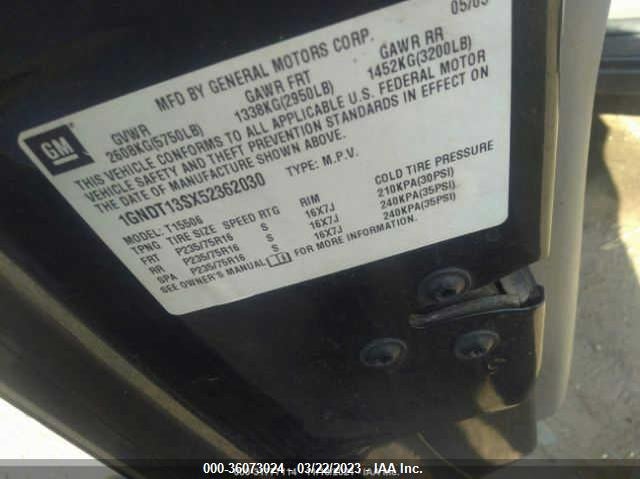 05/05
MFD BY GENERAL MOTORS CORP.
GVWR GAWR FRT GAWR RR
2608KG(5750LB) 1338KG(2950LB) 1452KG(3200LB)
GM
THIS VEHICLE CONFORMS TO ALL APPLICABLE U.S. FEDERAL MOTOR
VEHICLE SAFETY AND THEFT PREVENTION STANDARDS IN EFFECT ON
THE DATE OF MANUFACTURE SHOWN ABOVE.
1GNDT13SX52362030 TYPE: M.P.V.
MODEL: T15506
TPNG TIRE SIZE SPEED RTG RIM COLD TIRE PRESSURE
FRT P235/75R16 S 16X7J 210KPA(30PSI)
RR P235/75R16 S 16X7J 240KPA(35PSI)
SPA P235/75R16 S 16X7J 240KPA(35PSI)
SEE OWNER'S MANUAL FOR MORE INFORMATION.
000-36073024 - 03/22/2023 - IAA Inc.